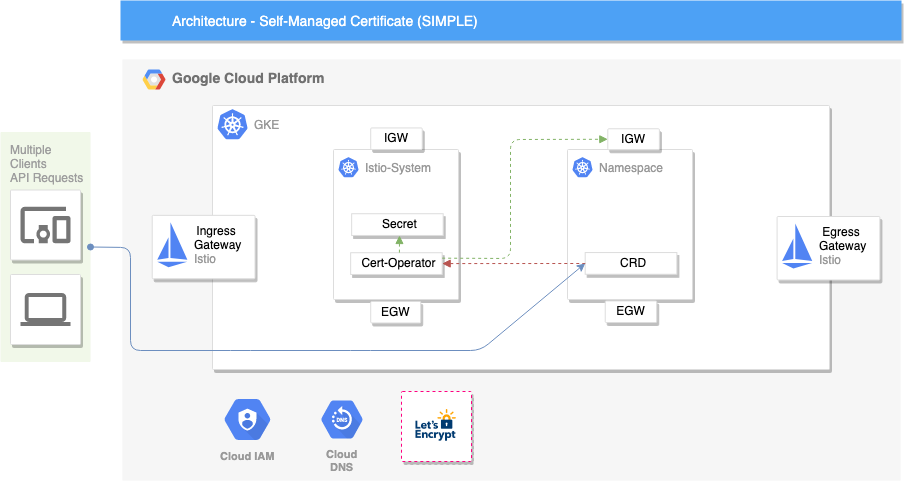 Architecture - Self-Managed Certificate (SIMPLE)
Google Cloud Platform
GKE
Multiple
Clients
API Requests
IGW
Istio-System
Secret
Cert-Operator
EGW
IGW
Namespace
CRD
EGW
Ingress
Gateway
Istio
Egress
Gateway
Istio
Cloud IAM
DNS
Cloud
DNS
Let's
Encrypt